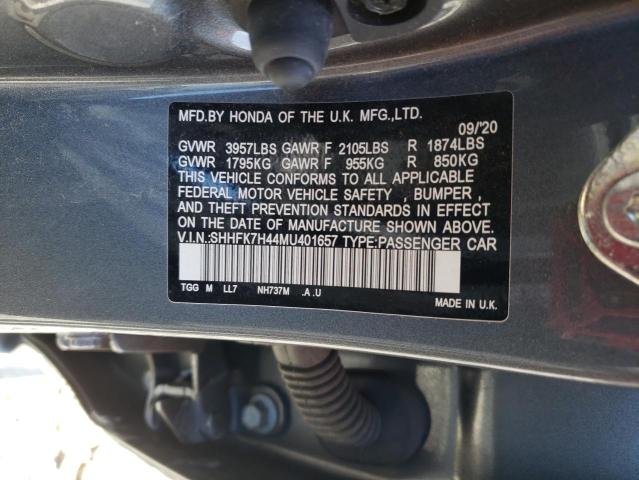 MFD.BY HONDA OF THE U.K. MFG.,LTD.
09/'20
GVWR 3957LBS GAWR F 2105LBS R 1874LBS
GVWR 1795KG GAWR F 955KG R 850KG
THIS VEHICLE CONFORMS TO ALL APPLICABLE
FEDERAL MOTOR VEHICLE SAFETY , BUMPER ,
AND THEFT PREVENTION STANDARDS IN EFFECT
ON THE DATE OF MANUFACTURE SHOWN ABOVE.
V.I.N.:SHHFK7H44MU401657 TYPE:PASSENGER CAR
TGG M LL7 NH737M .A .U
MADE IN U.K.